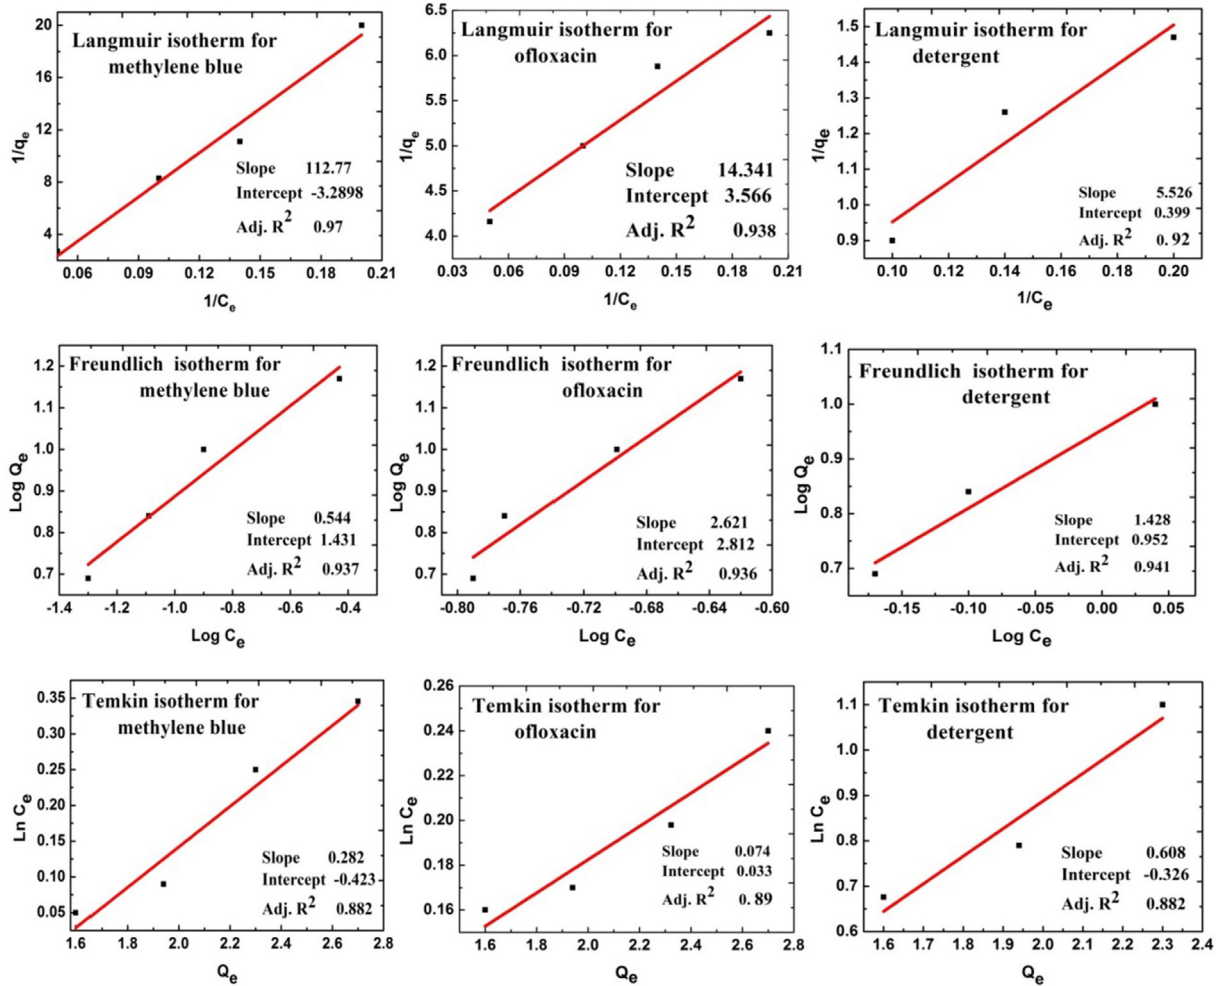 Langmuir isotherm for
methylene blue
20
16
12
8
4
0.06
0.09
0.12
0.15
0.18
0.21
1/qe
1/Ce
Slope 112.77
Intercept -3.2898
Adj. R2 0.97
Langmuir isotherm for
ofloxacin
6.5
6.0
5.5
5.0
4.5
4.0
0.03
0.06
0.09
0.12
0.15
0.18
0.21
1/qe
1/Ce
Slope 14.341
Intercept 3.566
Adj. R2 0.938
Langmuir isotherm for
detergent
1.5
1.4
1.3
1.2
1.1
1.0
0.9
0.10
0.12
0.14
0.16
0.18
0.20
1/qe
1/Ce
Slope 5.526
Intercept 0.399
Adj. R2 0.92
Freundlich isotherm for
methylene blue
1.2
1.1
1.0
0.9
0.8
0.7
-1.4
-1.2
-1.0
-0.8
-0.6
-0.4
Log Qe
Log Ce
Slope 0.544
Intercept 1.431
Adj. R2 0.937
Freundlich isotherm for
ofloxacin
1.2
1.1
1.0
0.9
0.8
0.7
-0.80
-0.76
-0.72
-0.68
-0.64
-0.60
Log Qe
Log Ce
Slope 2.621
Intercept 2.812
Adj. R2 0.936
Freundlich isotherm for
detergent
1.1
1.0
0.9
0.8
0.7
-0.15
-0.10
-0.05
0.00
0.05
Log Qe
Log Ce
Slope 1.428
Intercept 0.952
Adj. R2 0.941
Temkin isotherm for
methylene blue
0.35
0.30
0.25
0.20
0.15
0.10
0.05
1.6
1.8
2.0
2.2
2.4
2.6
2.8
Ln Ce
Qe
Slope 0.282
Intercept -0.423
Adj. R2 0.882
Temkin isotherm for
ofloxacin
0.26
0.24
0.22
0.20
0.18
0.16
1.6
1.8
2.0
2.2
2.4
2.6
2.8
Ln Ce
Qe
Slope 0.074
Intercept 0.033
Adj. R2 0. 89
Temkin isotherm for
detergent
1.1
1.0
0.9
0.8
0.7
0.6
1.6
1.7
1.8
1.9
2.0
2.1
2.2
2.3
2.4
Ln Ce
Qe
Slope 0.608
Intercept -0.326
Adj. R2 0.882